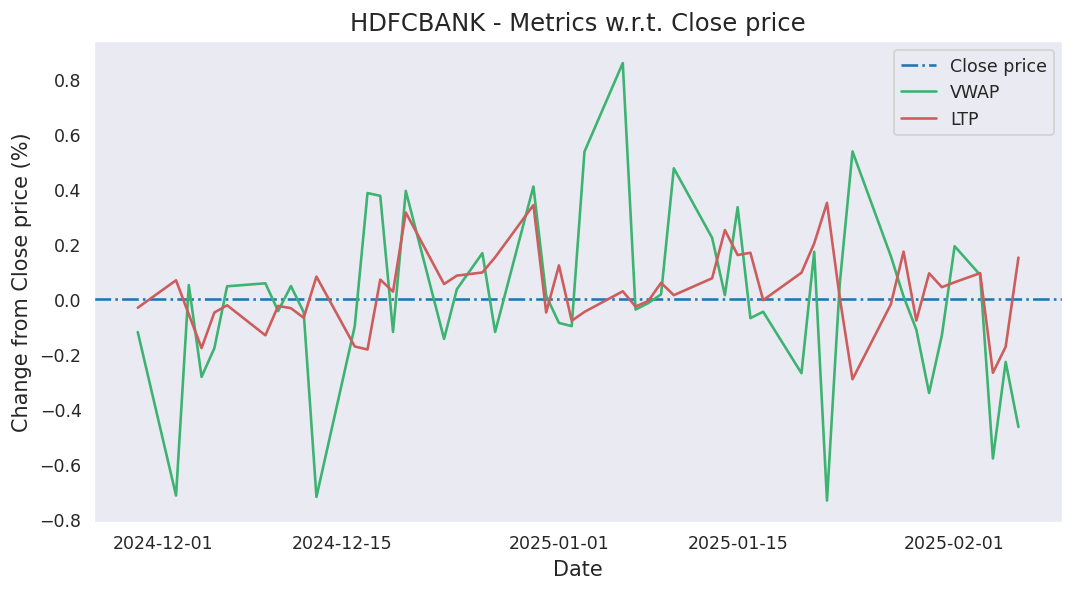 HDFCBANK - Metrics w.r.t. Close price
Close price
VWAP
LTP
Change from Close price (%)
0.8
0.6
0.4
0.2
0.0
−0.2
−0.4
−0.6
−0.8
2024-12-01
2024-12-15
2025-01-01
2025-01-15
2025-02-01
Date